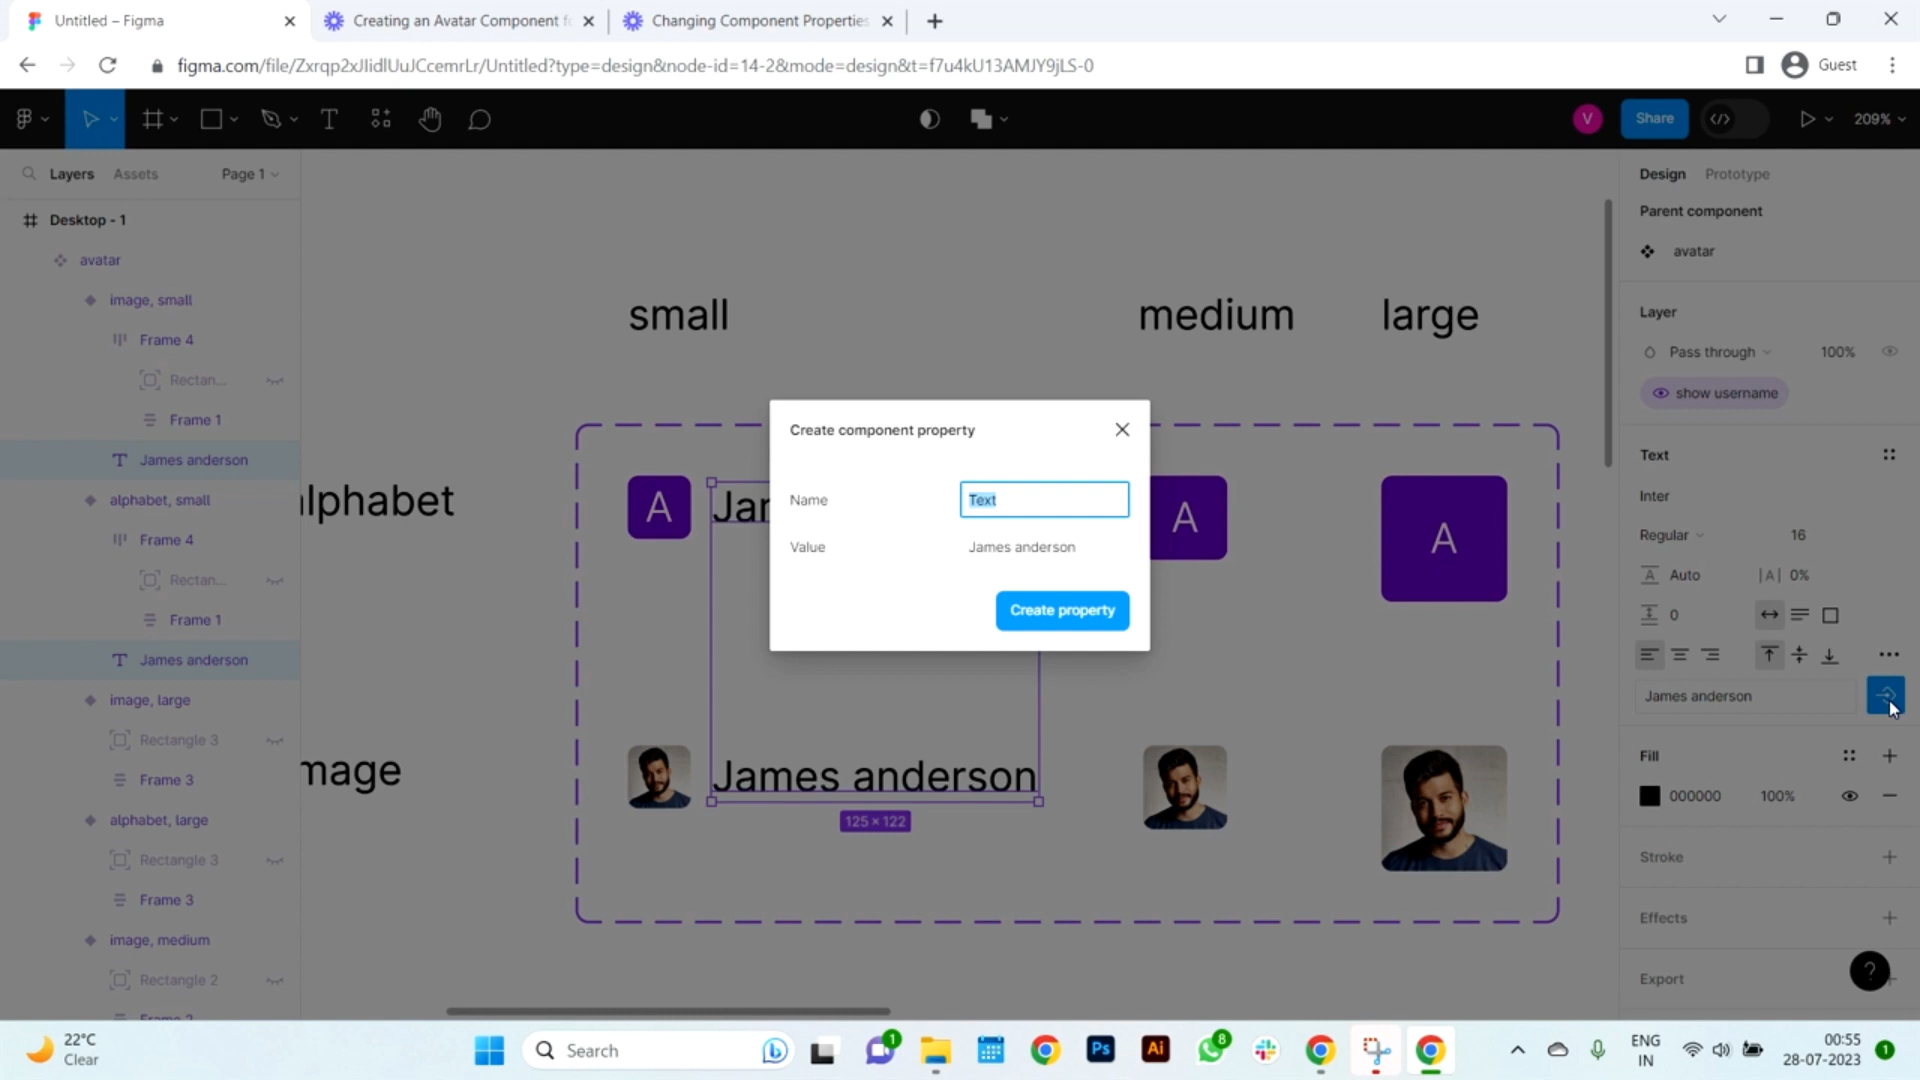 Untitled – Figma
Creating an Avatar Component fo
Changing Component Properties
figma.com/file/Zxrqp2xJIidlUuJCcemrLr/Untitled?type=design&node-id=14-2&mode=design&t=f7u4kU13AMJY9jLS-0
Guest
V
Share
209%
Layers
Assets
Page 1
Desktop - 1
avatar
image, small
Frame 4
Rectan...
Frame 1
James anderson
alphabet, small
Frame 4
Rectan...
Frame 1
James anderson
image, large
Rectangle 3
Frame 3
alphabet, large
Rectangle 3
Frame 3
image, medium
Rectangle 2
small
medium
large
lphabet
A
Jar
A
A
mage
James anderson
125 × 122
Create component property
Name
Text
Value
James anderson
Create property
Design
Prototype
Parent component
avatar
Layer
Pass through
100%
show username
Text
Inter
Regular
16
Auto
|A| 0%
0
James anderson
Fill
000000
100%
Stroke
Effects
Export
?
22°C
Clear
Search
1
Ps
Ai
8
ENG
IN
00:55
28-07-2023
1